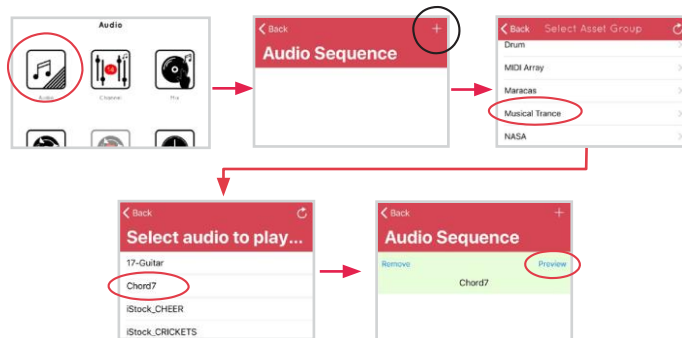 Audio
Audio
Channel
Back
Audio Sequence
Back
Select Asset Group
Drum
MIDI Array
Maracas
Musical Trance
NASA
Back
Select audio to play...
17-Guitar
Chord7
iStock_CHEER
iStock_CRICKETS
Back
Audio Sequence
Remove
Preview
Chord7